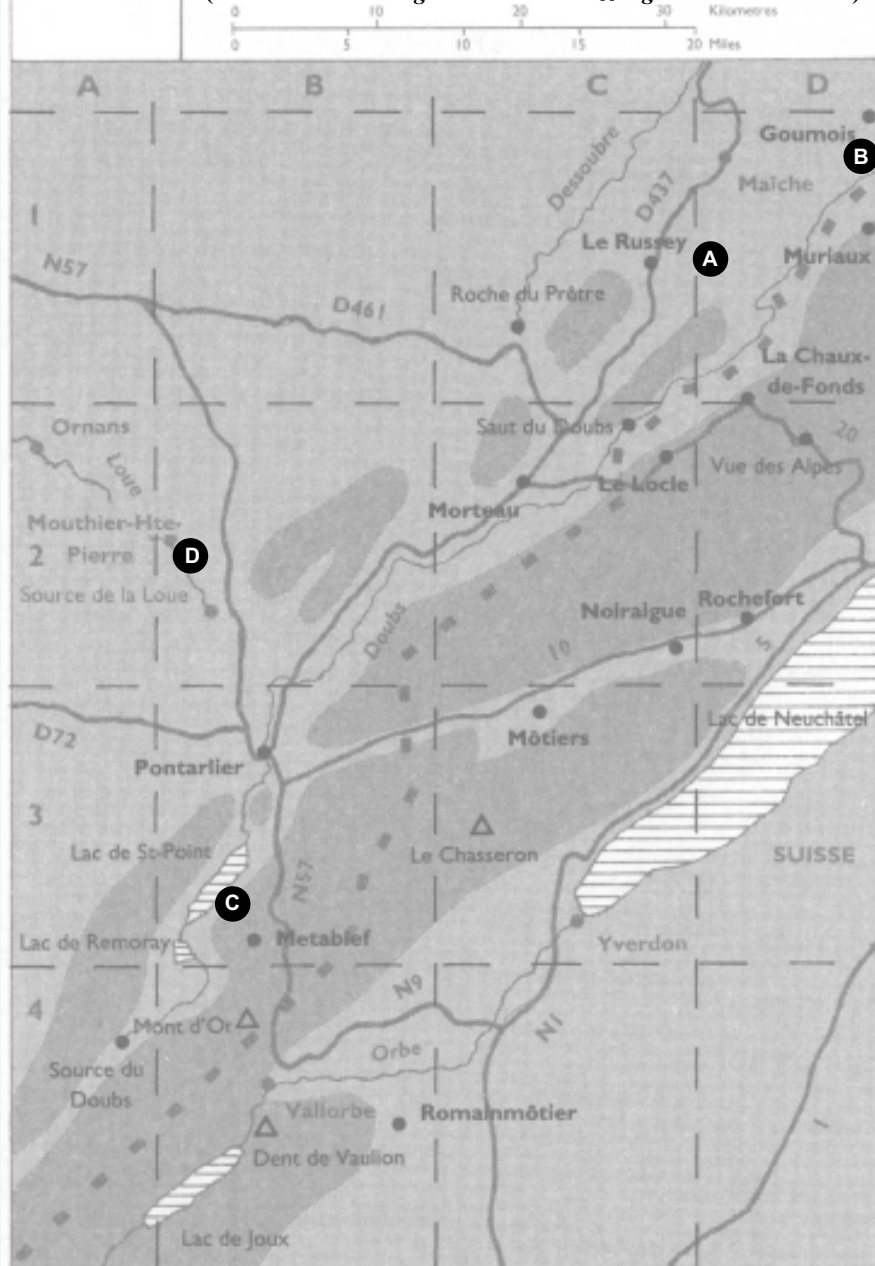 0 10 20 30 Kilometres
0 5 10 15 20 Miles
A B C D
Goumois
B
Dessoubre
Maîche
1
D437
Le Russey
A
Muriaux
N57
Roche du Prêtre
D461
La Chaux-
de-Fonds
Ornans
Saut du Doubs
20
Loue
Vue des Alpes
Le Locle
Morteau
Mouthier-Hte-
2 Pierre
D
Source de la Loue
Noiraigue
Rochefort
Doubs
10
5
Lac de Neuchâtel
D72
Môtiers
Pontarlier
3
Lac de St-Point
Le Chasseron
SUISSE
N57
C
Lac de Remoray
Metabief
Yverdon
4
N9
Mont d'Or
N1
Orbe
Source du
Doubs
Vallorbe
Romainmôtier
1
Dent de Vaulion
Lac de Joux